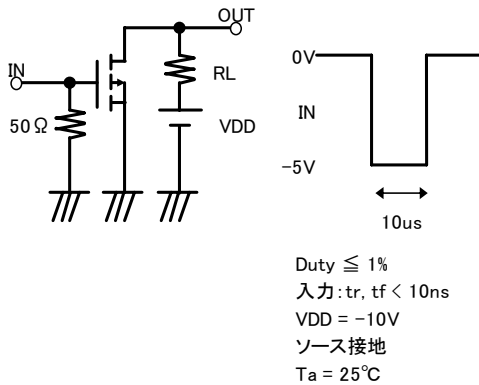 OUT
IN
RL
50Ω
VDD
0V
IN
−5V
10us
Duty ≦ 1%
入力:tr, tf < 10ns
VDD = −10V
ソース接地
Ta = 25℃